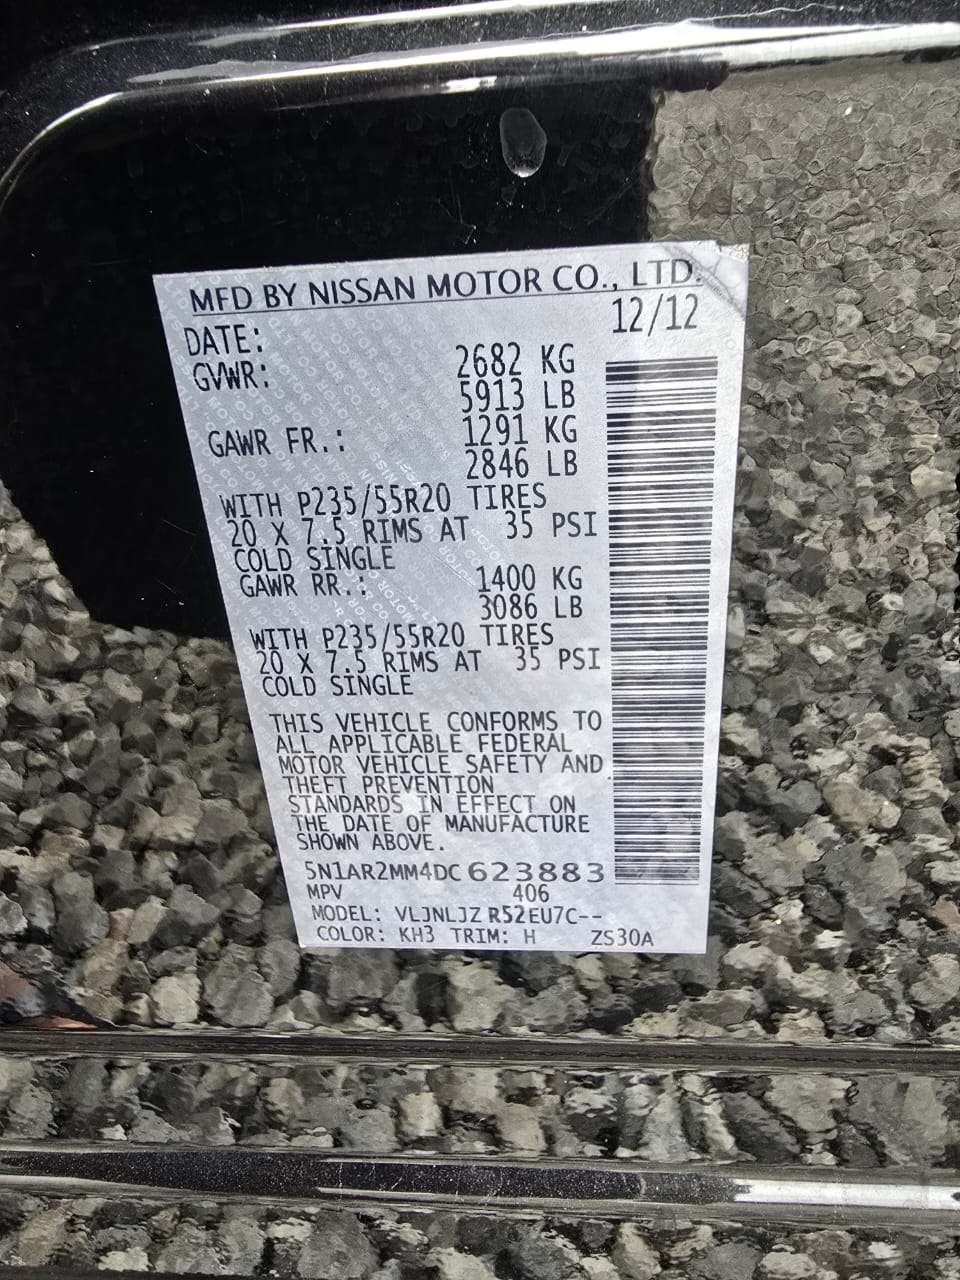 MFD BY NISSAN MOTOR CO., LTD.
DATE: 12/12
GVWR: 2682 KG
5913 LB
GAWR FR.: 1291 KG
2846 LB
WITH P235/55R20 TIRES
20 X 7.5 RIMS AT 35 PSI
COLD SINGLE
GAWR RR.: 1400 KG
3086 LB
WITH P235/55R20 TIRES
20 X 7.5 RIMS AT 35 PSI
COLD SINGLE
THIS VEHICLE CONFORMS TO
ALL APPLICABLE FEDERAL
MOTOR VEHICLE SAFETY AND
THEFT PREVENTION
STANDARDS IN EFFECT ON
THE DATE OF MANUFACTURE
SHOWN ABOVE.
5N1AR2MM4DC623883
MPV 406
MODEL: VLJNLJZ R52EU7C--
COLOR: KH3 TRIM: H ZS30A